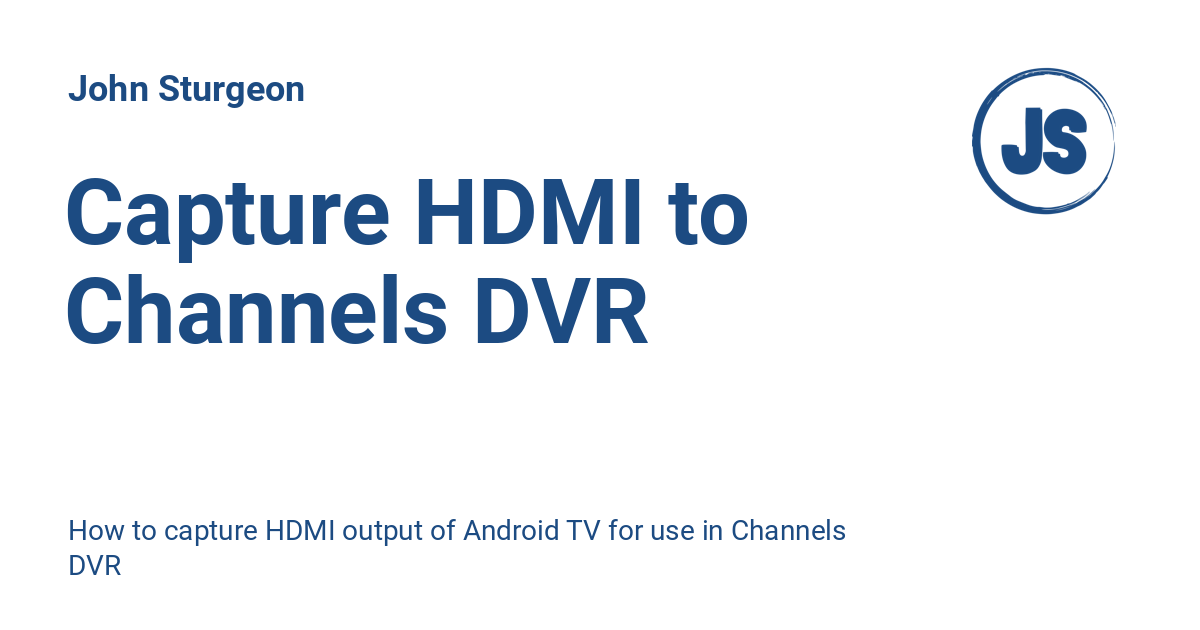 John Sturgeon
JS
Capture HDMI to
Channels DVR
How to capture HDMI output of Android TV for use in Channels
DVR